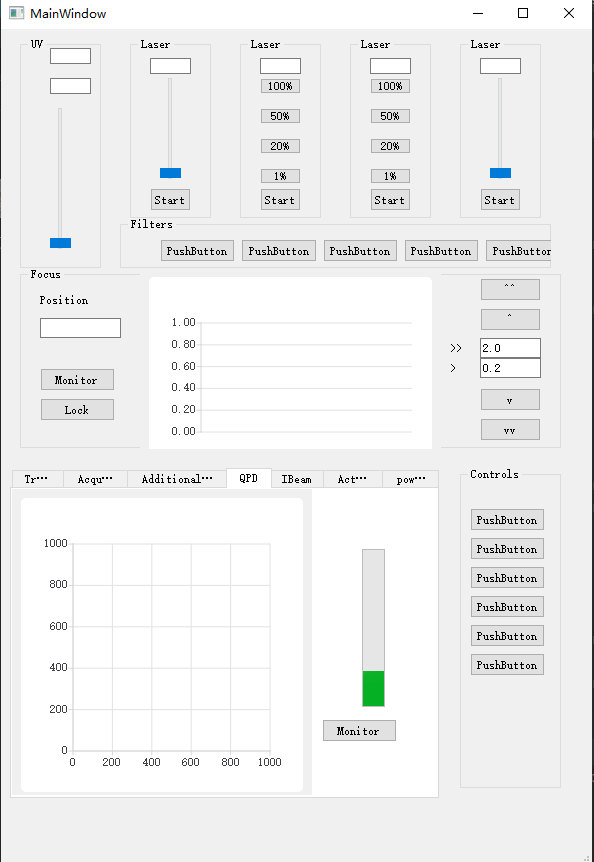 MainWindow
UV
Laser
Laser
Laser
Laser
100%
100%
50%
50%
20%
20%
1%
1%
Start
Start
Start
Start
Filters
PushButton
PushButton
PushButton
PushButton
PushButton
Focus
Position
Monitor
Lock
1.00
0.80
0.60
0.40
0.20
0.00
^^
^
>> 2.0
> 0.2
v
vv
Tr…
Acqu…
Additional…
QPD
IBeam
Act…
pow…
1000
800
600
400
200
0
0 200 400 600 800 1000
Monitor
Controls
PushButton
PushButton
PushButton
PushButton
PushButton
PushButton